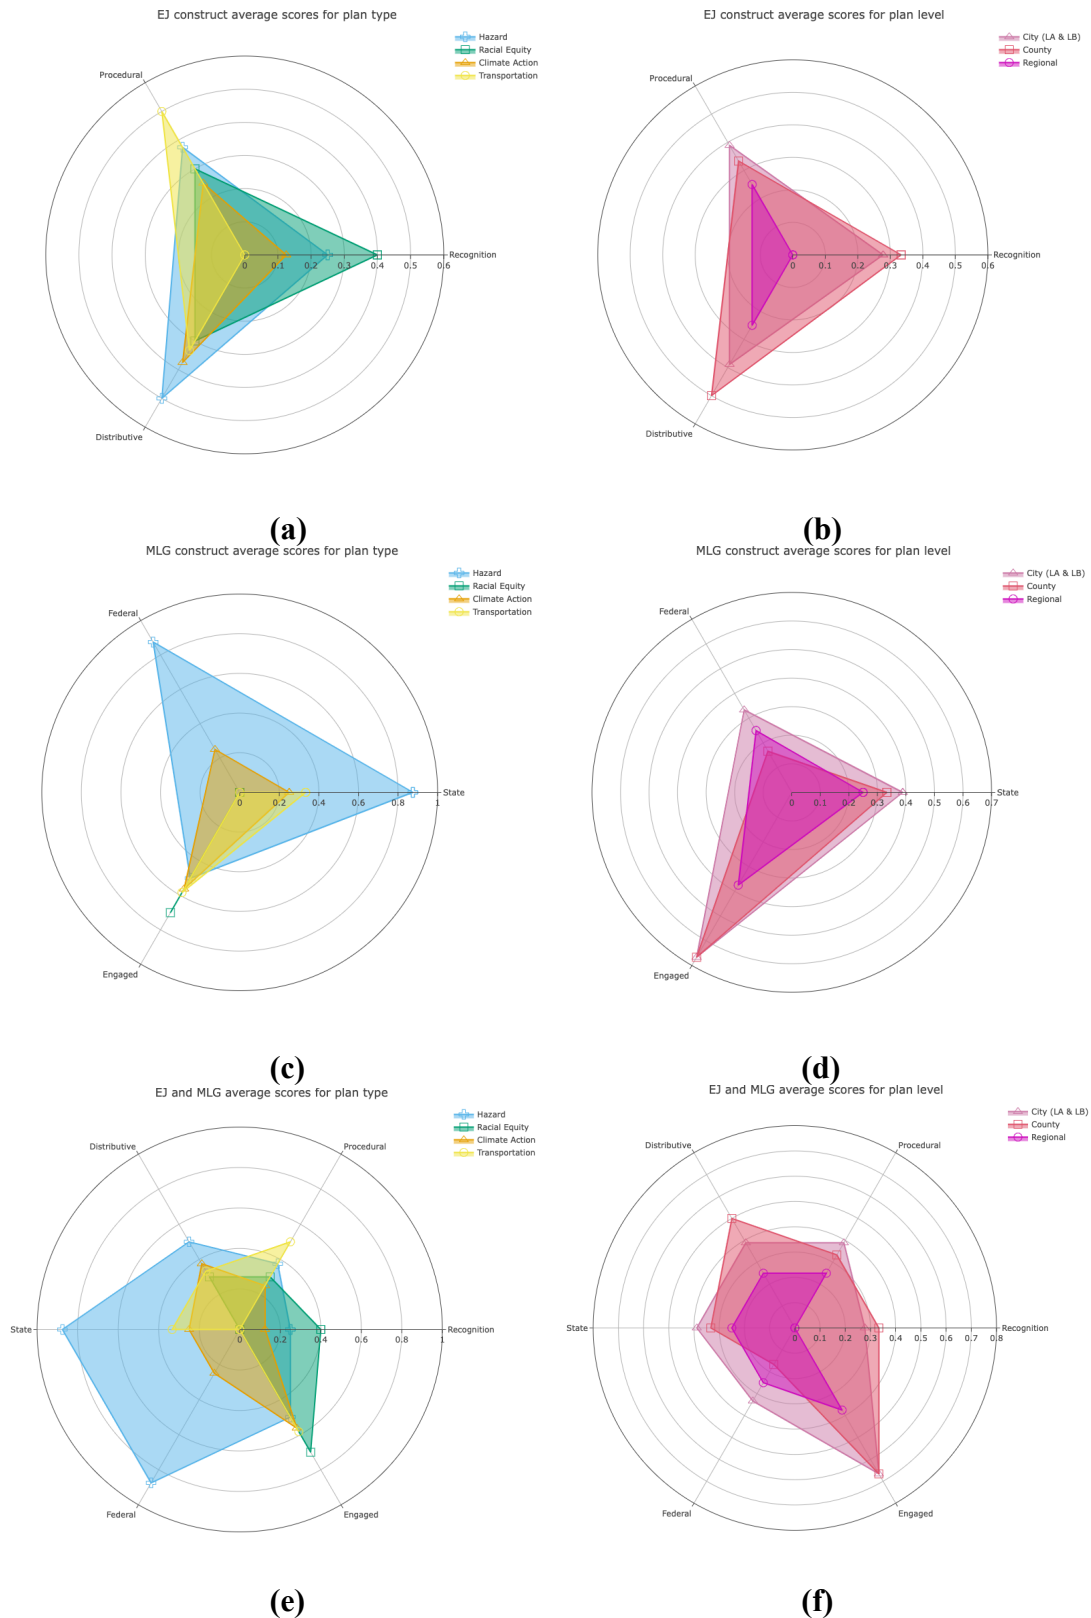 EJ construct average scores for plan type
Hazard
Racial Equity
Climate Action
Transportation
Procedural
Recognition
Distributive
0 0.1 0.2 0.3 0.4 0.5 0.6
(a)
EJ construct average scores for plan level
City (LA & LB)
County
Regional
Procedural
Recognition
Distributive
0 0.1 0.2 0.3 0.4 0.5 0.6
(b)
MLG construct average scores for plan type
Hazard
Racial Equity
Climate Action
Transportation
Federal
State
Engaged
0 0.2 0.4 0.6 0.8 1
(c)
MLG construct average scores for plan level
City (LA & LB)
County
Regional
Federal
State
Engaged
0 0.1 0.2 0.3 0.4 0.5 0.6 0.7
(d)
EJ and MLG average scores for plan type
Hazard
Racial Equity
Climate Action
Transportation
Distributive
Procedural
State
Recognition
0 0.2 0.4 0.6 0.8 1
Federal
Engaged
(e)
EJ and MLG average scores for plan level
City (LA & LB)
County
Regional
Distributive
Procedural
State
Recognition
0 0.1 0.2 0.3 0.4 0.5 0.6 0.7 0.8
Federal
Engaged
(f)